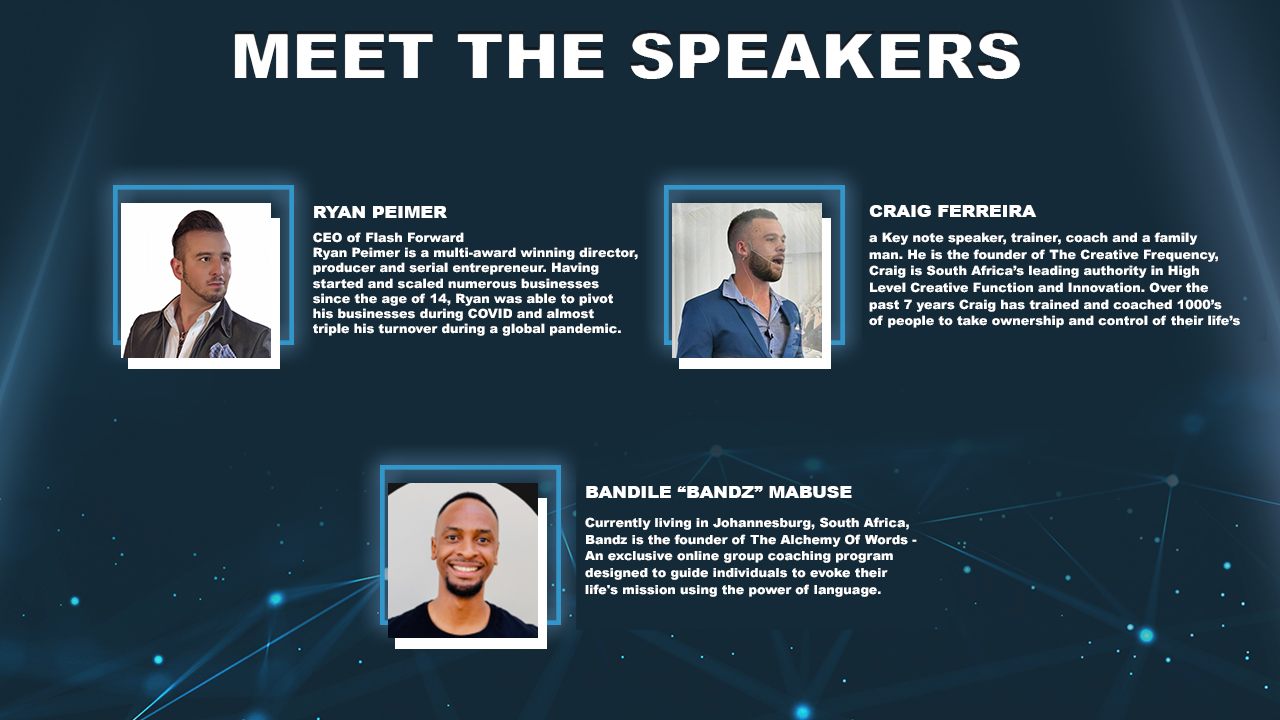 MEET THE SPEAKERS
RYAN PEIMER
CEO of Flash Forward
Ryan Peimer is a multi-award winning director,
producer and serial entrepreneur. Having
started and scaled numerous businesses
since the age of 14, Ryan was able to pivot
his businesses during COVID and almost
triple his turnover during a global pandemic.
CRAIG FERREIRA
a Key note speaker, trainer, coach and a family
man. He is the founder of The Creative Frequency,
Craig is South Africa’s leading authority in High
Level Creative Function and Innovation. Over the
past 7 years Craig has trained and coached 1000’s
of people to take ownership and control of their life’s
BANDILE “BANDZ” MABUSE
Currently living in Johannesburg, South Africa,
Bandz is the founder of The Alchemy Of Words -
An exclusive online group coaching program
designed to guide individuals to evoke their
life's mission using the power of language.